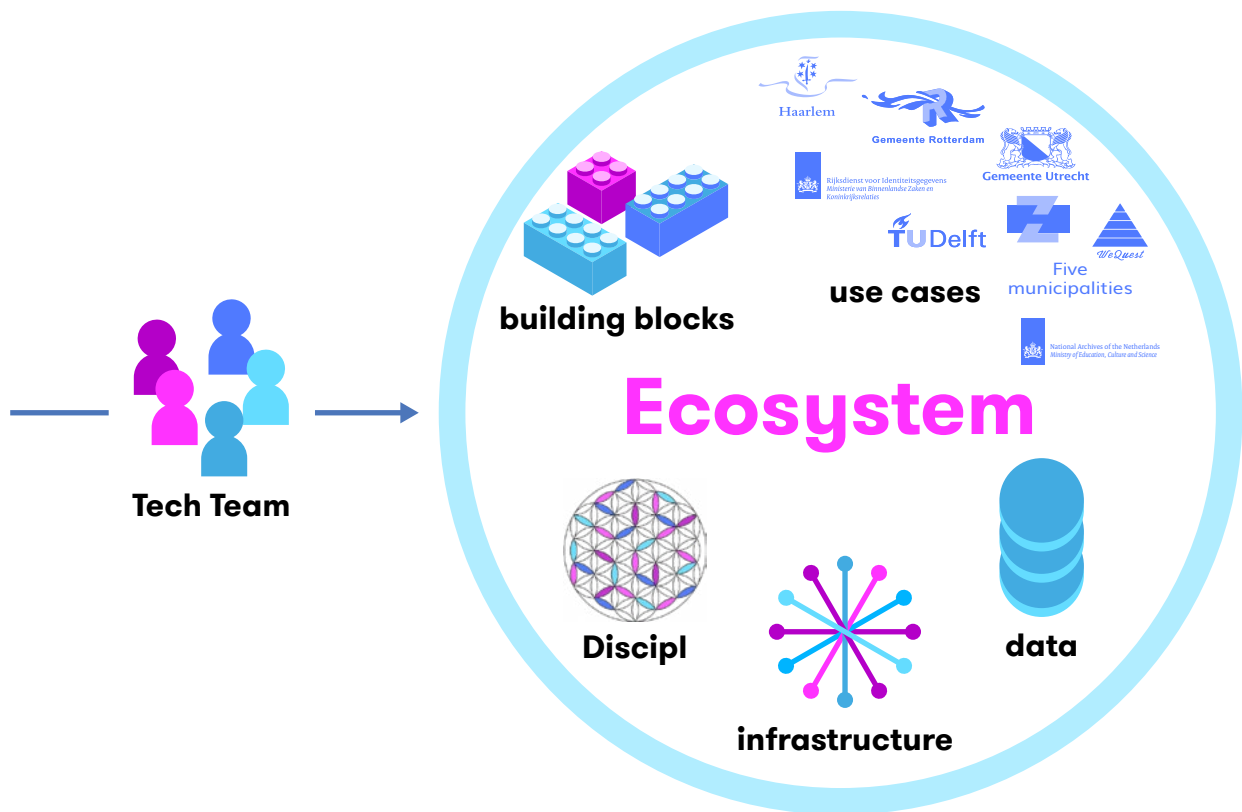 Haarlem
Gemeente Rotterdam
Gemeente Utrecht
Rijksdienst voor Identiteitsgegevens
Ministerie van Binnenlandse Zaken en
Koninkrijksrelaties
TUDelft
WeQuest
Five
municipalities
use cases
building blocks
National Archives of the Netherlands
Ministry of Education, Culture and Science
Ecosystem
Tech Team
Discipl
data
infrastructure